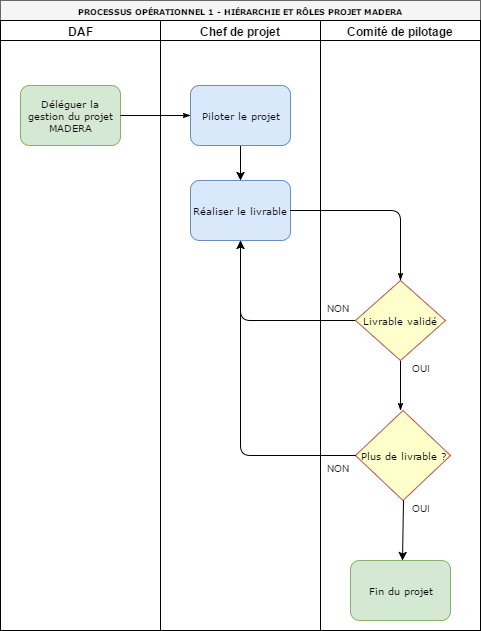 PROCESSUS OPÉRATIONNEL 1 - HIÉRARCHIE ET RÔLES PROJET MADERA
DAF
Chef de projet
Comité de pilotage
Déléguer la
gestion du projet
MADERA
Piloter le projet
Réaliser le livrable
NON
Livrable validé
OUI
Plus de livrable ?
NON
OUI
Fin du projet